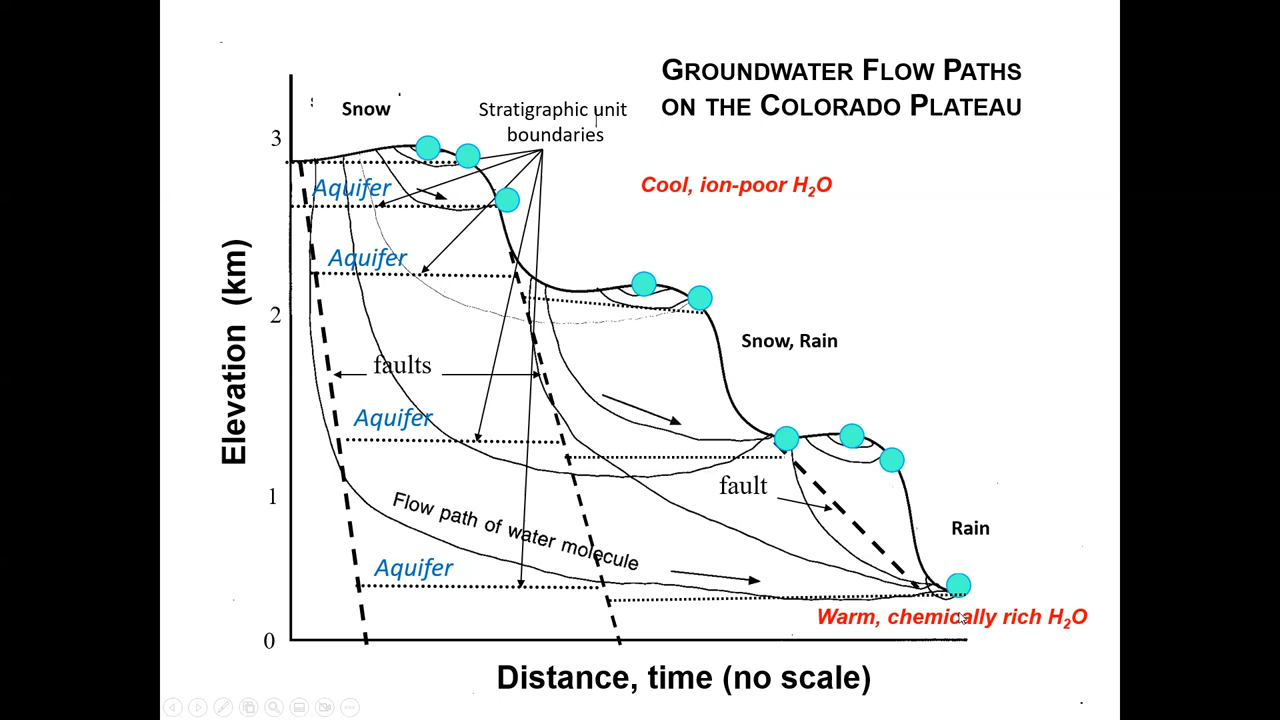 GROUNDWATER FLOW PATHS
ON THE COLORADO PLATEAU
Snow
Stratigraphic unit
boundaries
3
Aquifer
Cool, ion-poor H₂O
Aquifer
2
Snow, Rain
faults
Aquifer
Elevation (km)
1
fault
Flow path of water molecule
Rain
Aquifer
Warm, chemically rich H₂O
0
Distance, time (no scale)